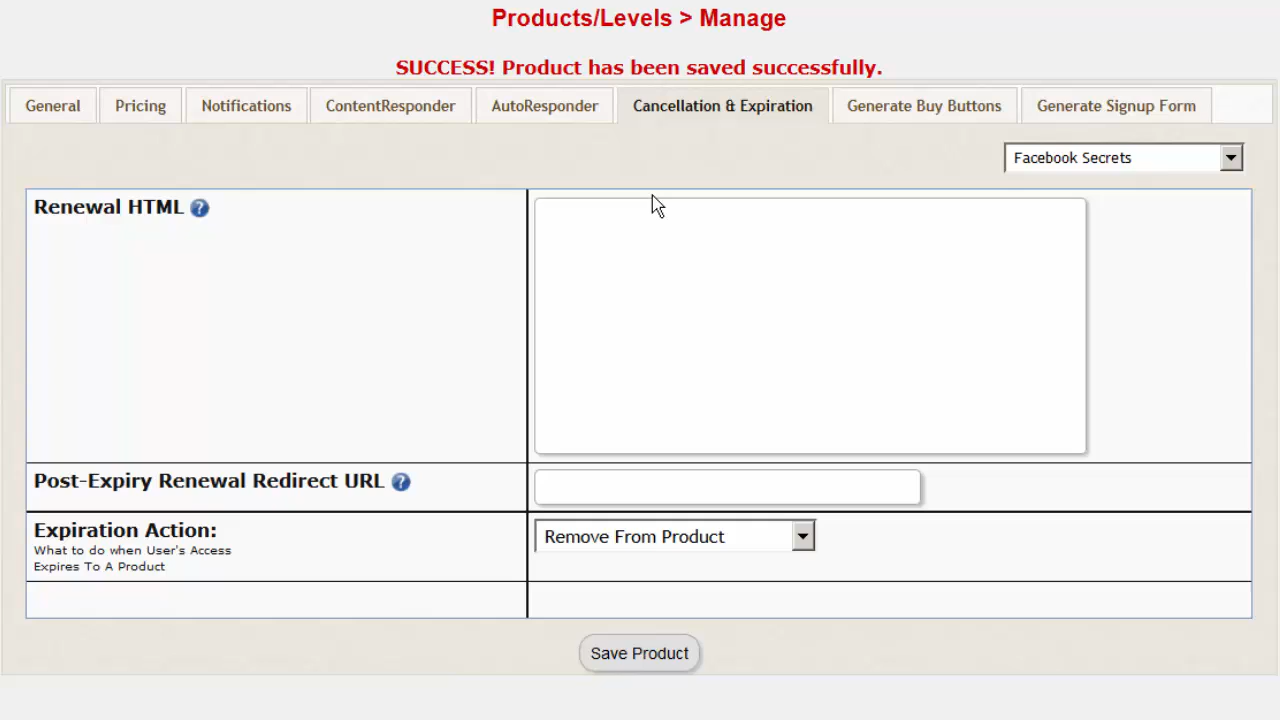 Products/Levels > Manage
SUCCESS! Product has been saved successfully.
General
Pricing
Notifications
ContentResponder
AutoResponder
Cancellation & Expiration
Generate Buy Buttons
Generate Signup Form
Facebook Secrets
Renewal HTML ?
Post-Expiry Renewal Redirect URL ?
Expiration Action:
What to do when User's Access
Expires To A Product
Remove From Product
Save Product